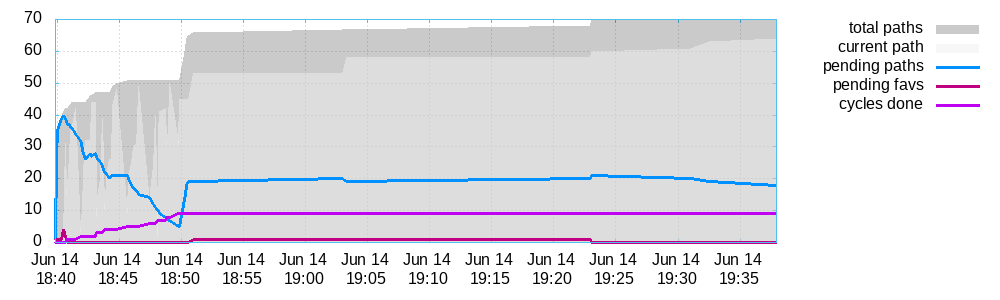 70
60
50
40
30
20
10
0
Jun 14 Jun 14 Jun 14 Jun 14 Jun 14 Jun 14 Jun 14 Jun 14 Jun 14 Jun 14 Jun 14 Jun 14
18:40 18:45 18:50 18:55 19:00 19:05 19:10 19:15 19:20 19:25 19:30 19:35
total paths
current path
pending paths
pending favs
cycles done